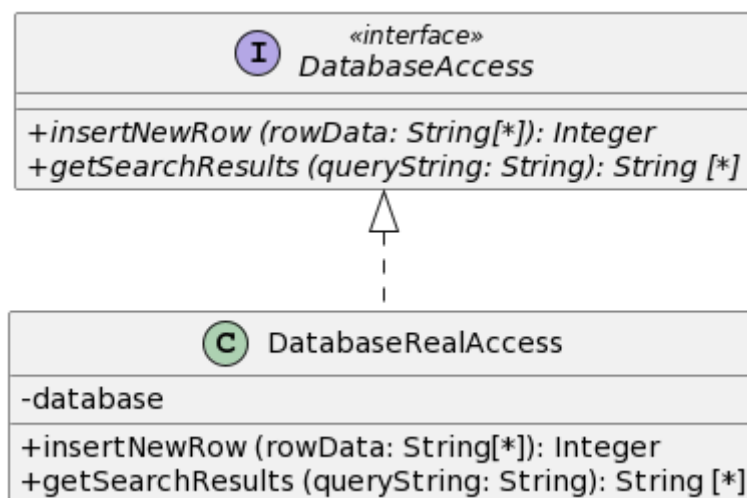 I
«interface»
DatabaseAccess
+insertNewRow (rowData: String[*]): Integer
+getSearchResults (queryString: String): String [*]
C
DatabaseRealAccess
-database
+insertNewRow (rowData: String[*]): Integer
+getSearchResults (queryString: String): String [*]